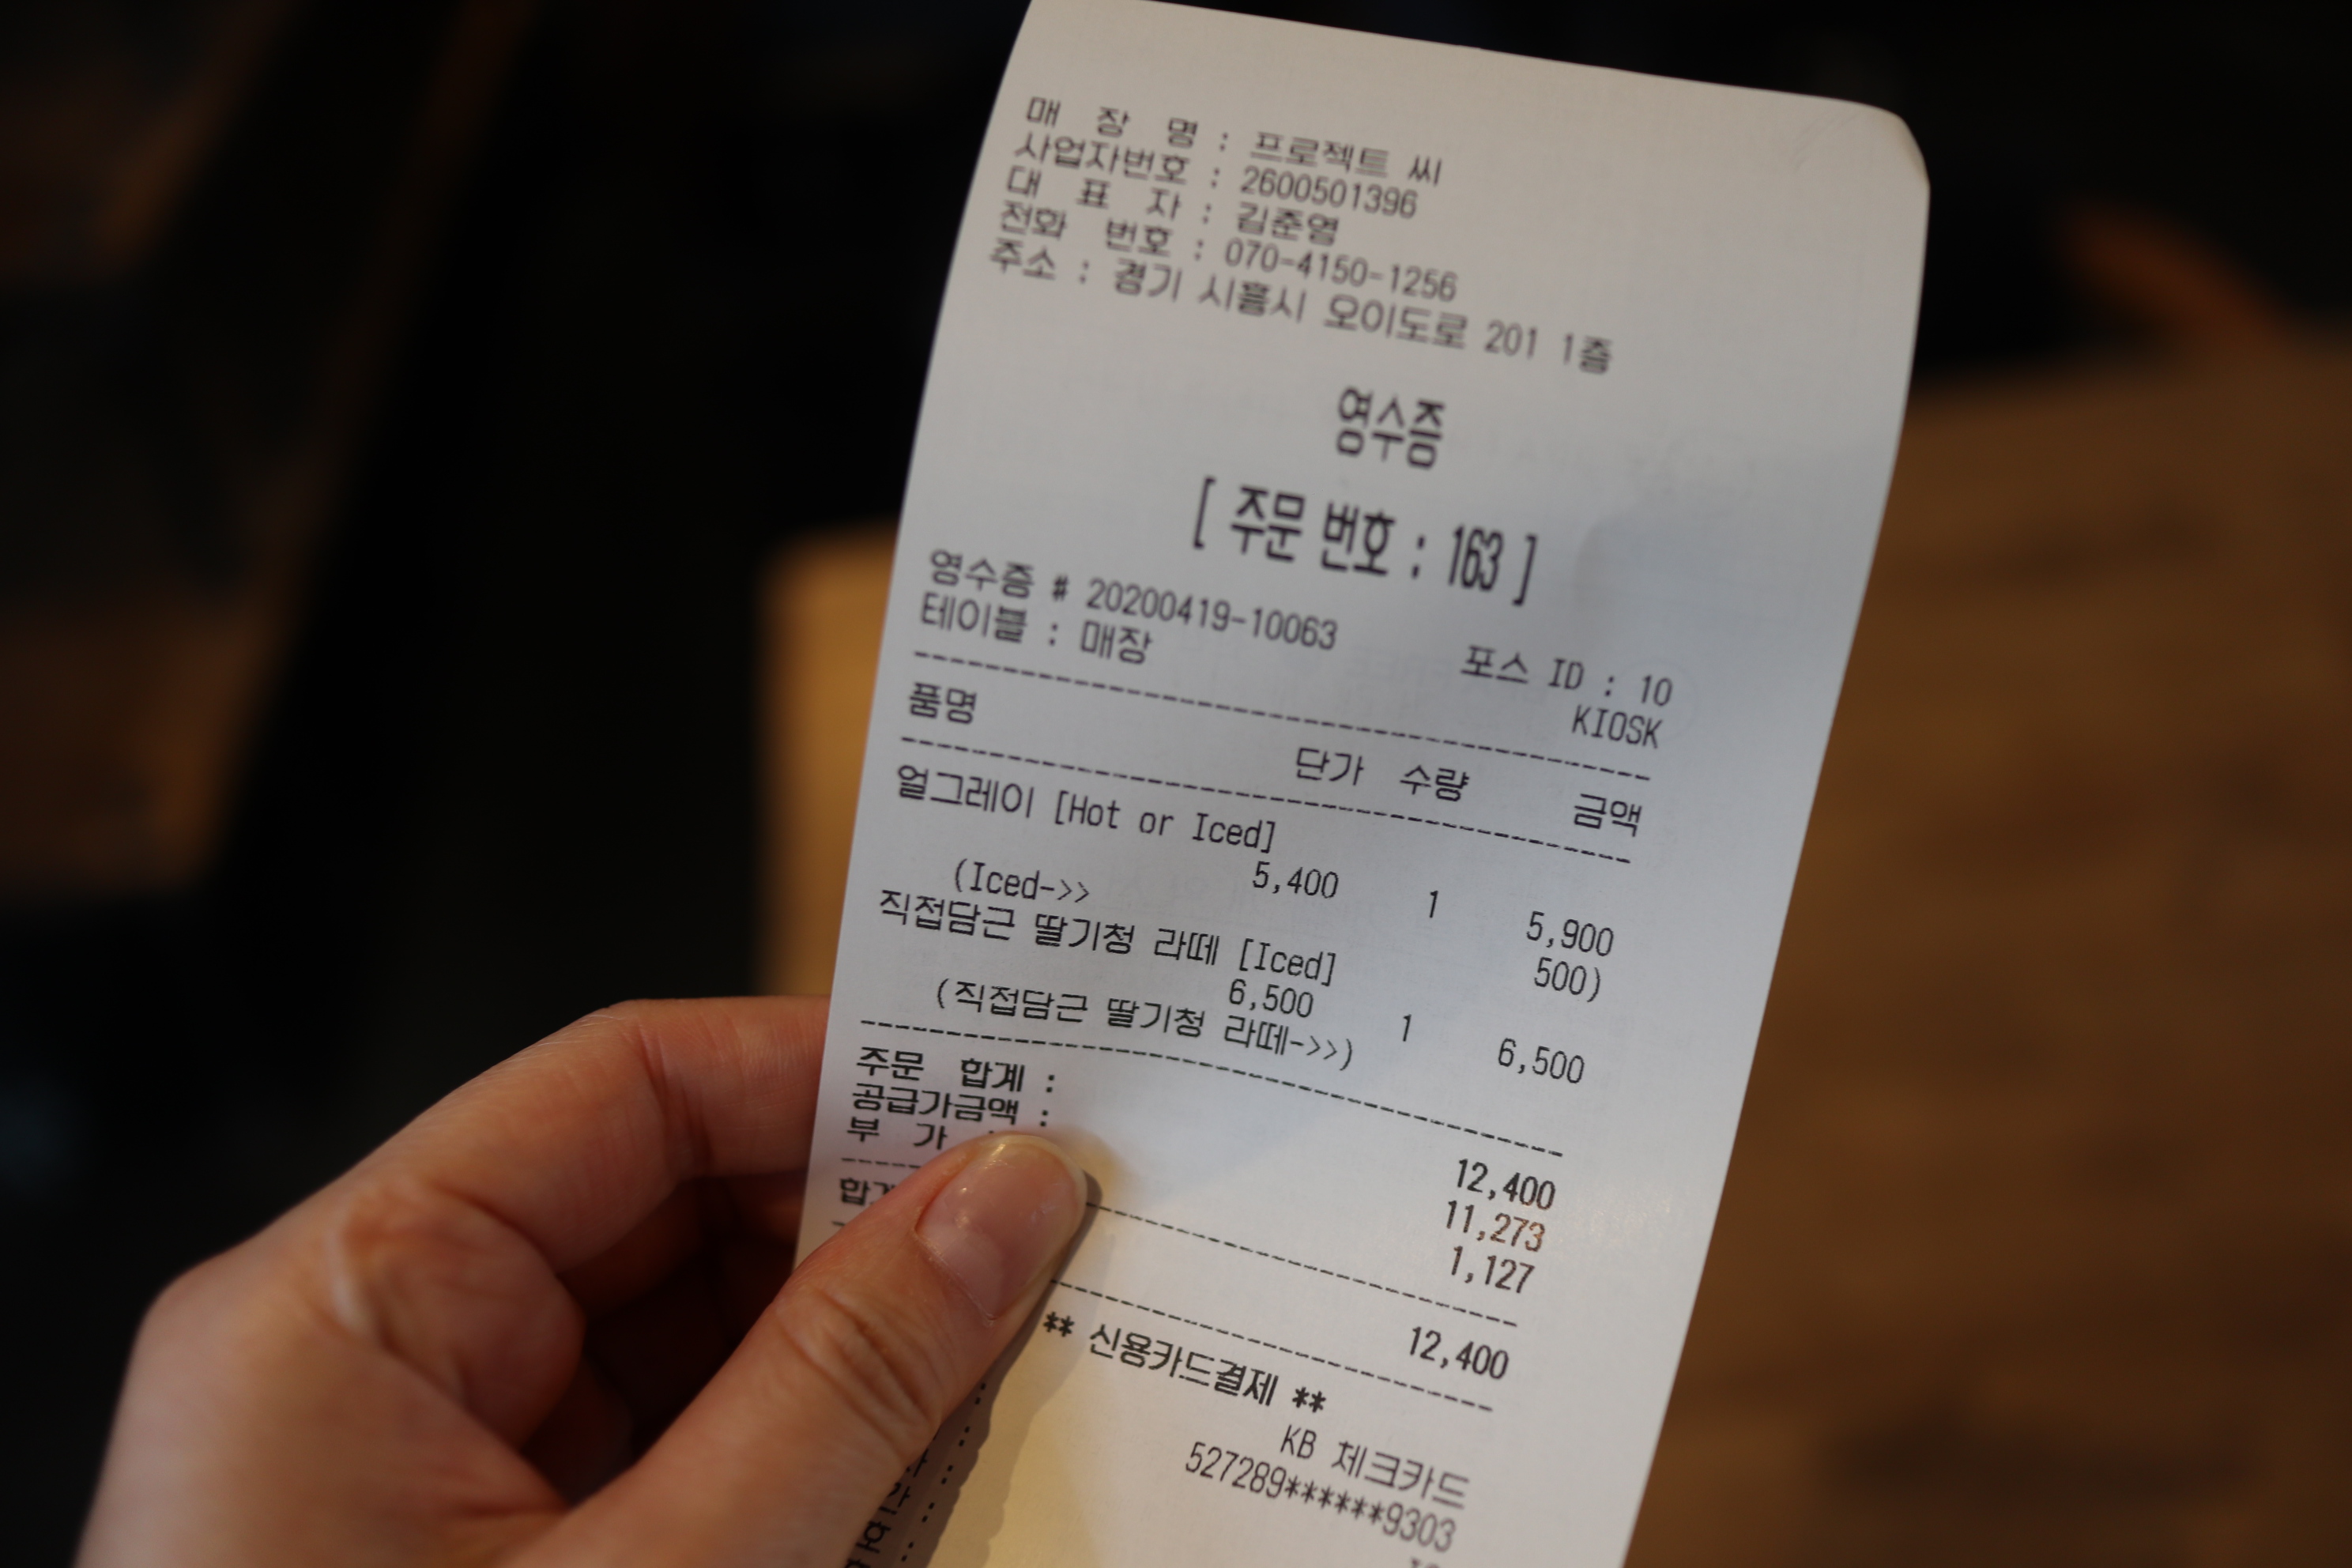 매 장 명 : 프로젝트 씨
사업자번호 : 2600501396
대 표 자 : 김준영
전화 번호 : 070-4150-1256
주소 : 경기 시흥시 오이도로 201 1층
영수증
[ 주문 번호 : 163 ]
영수증 # 20200419-10063 포스 ID : 10
테이블 : 매장 KIOSK
품명 단가 수량 금액
얼그레이 [Hot or Iced]
5,400 1 5,900
(Iced->> 500)
직접담근 딸기청 라떼 [Iced]
6,500 1 6,500
(직접담근 딸기청 라떼->>)
주문 합계 : 12,400
공급가금액 : 11,273
부 가 1,127
합계 12,400
** 신용카드결제 **
KB 체크카드
527289******9303